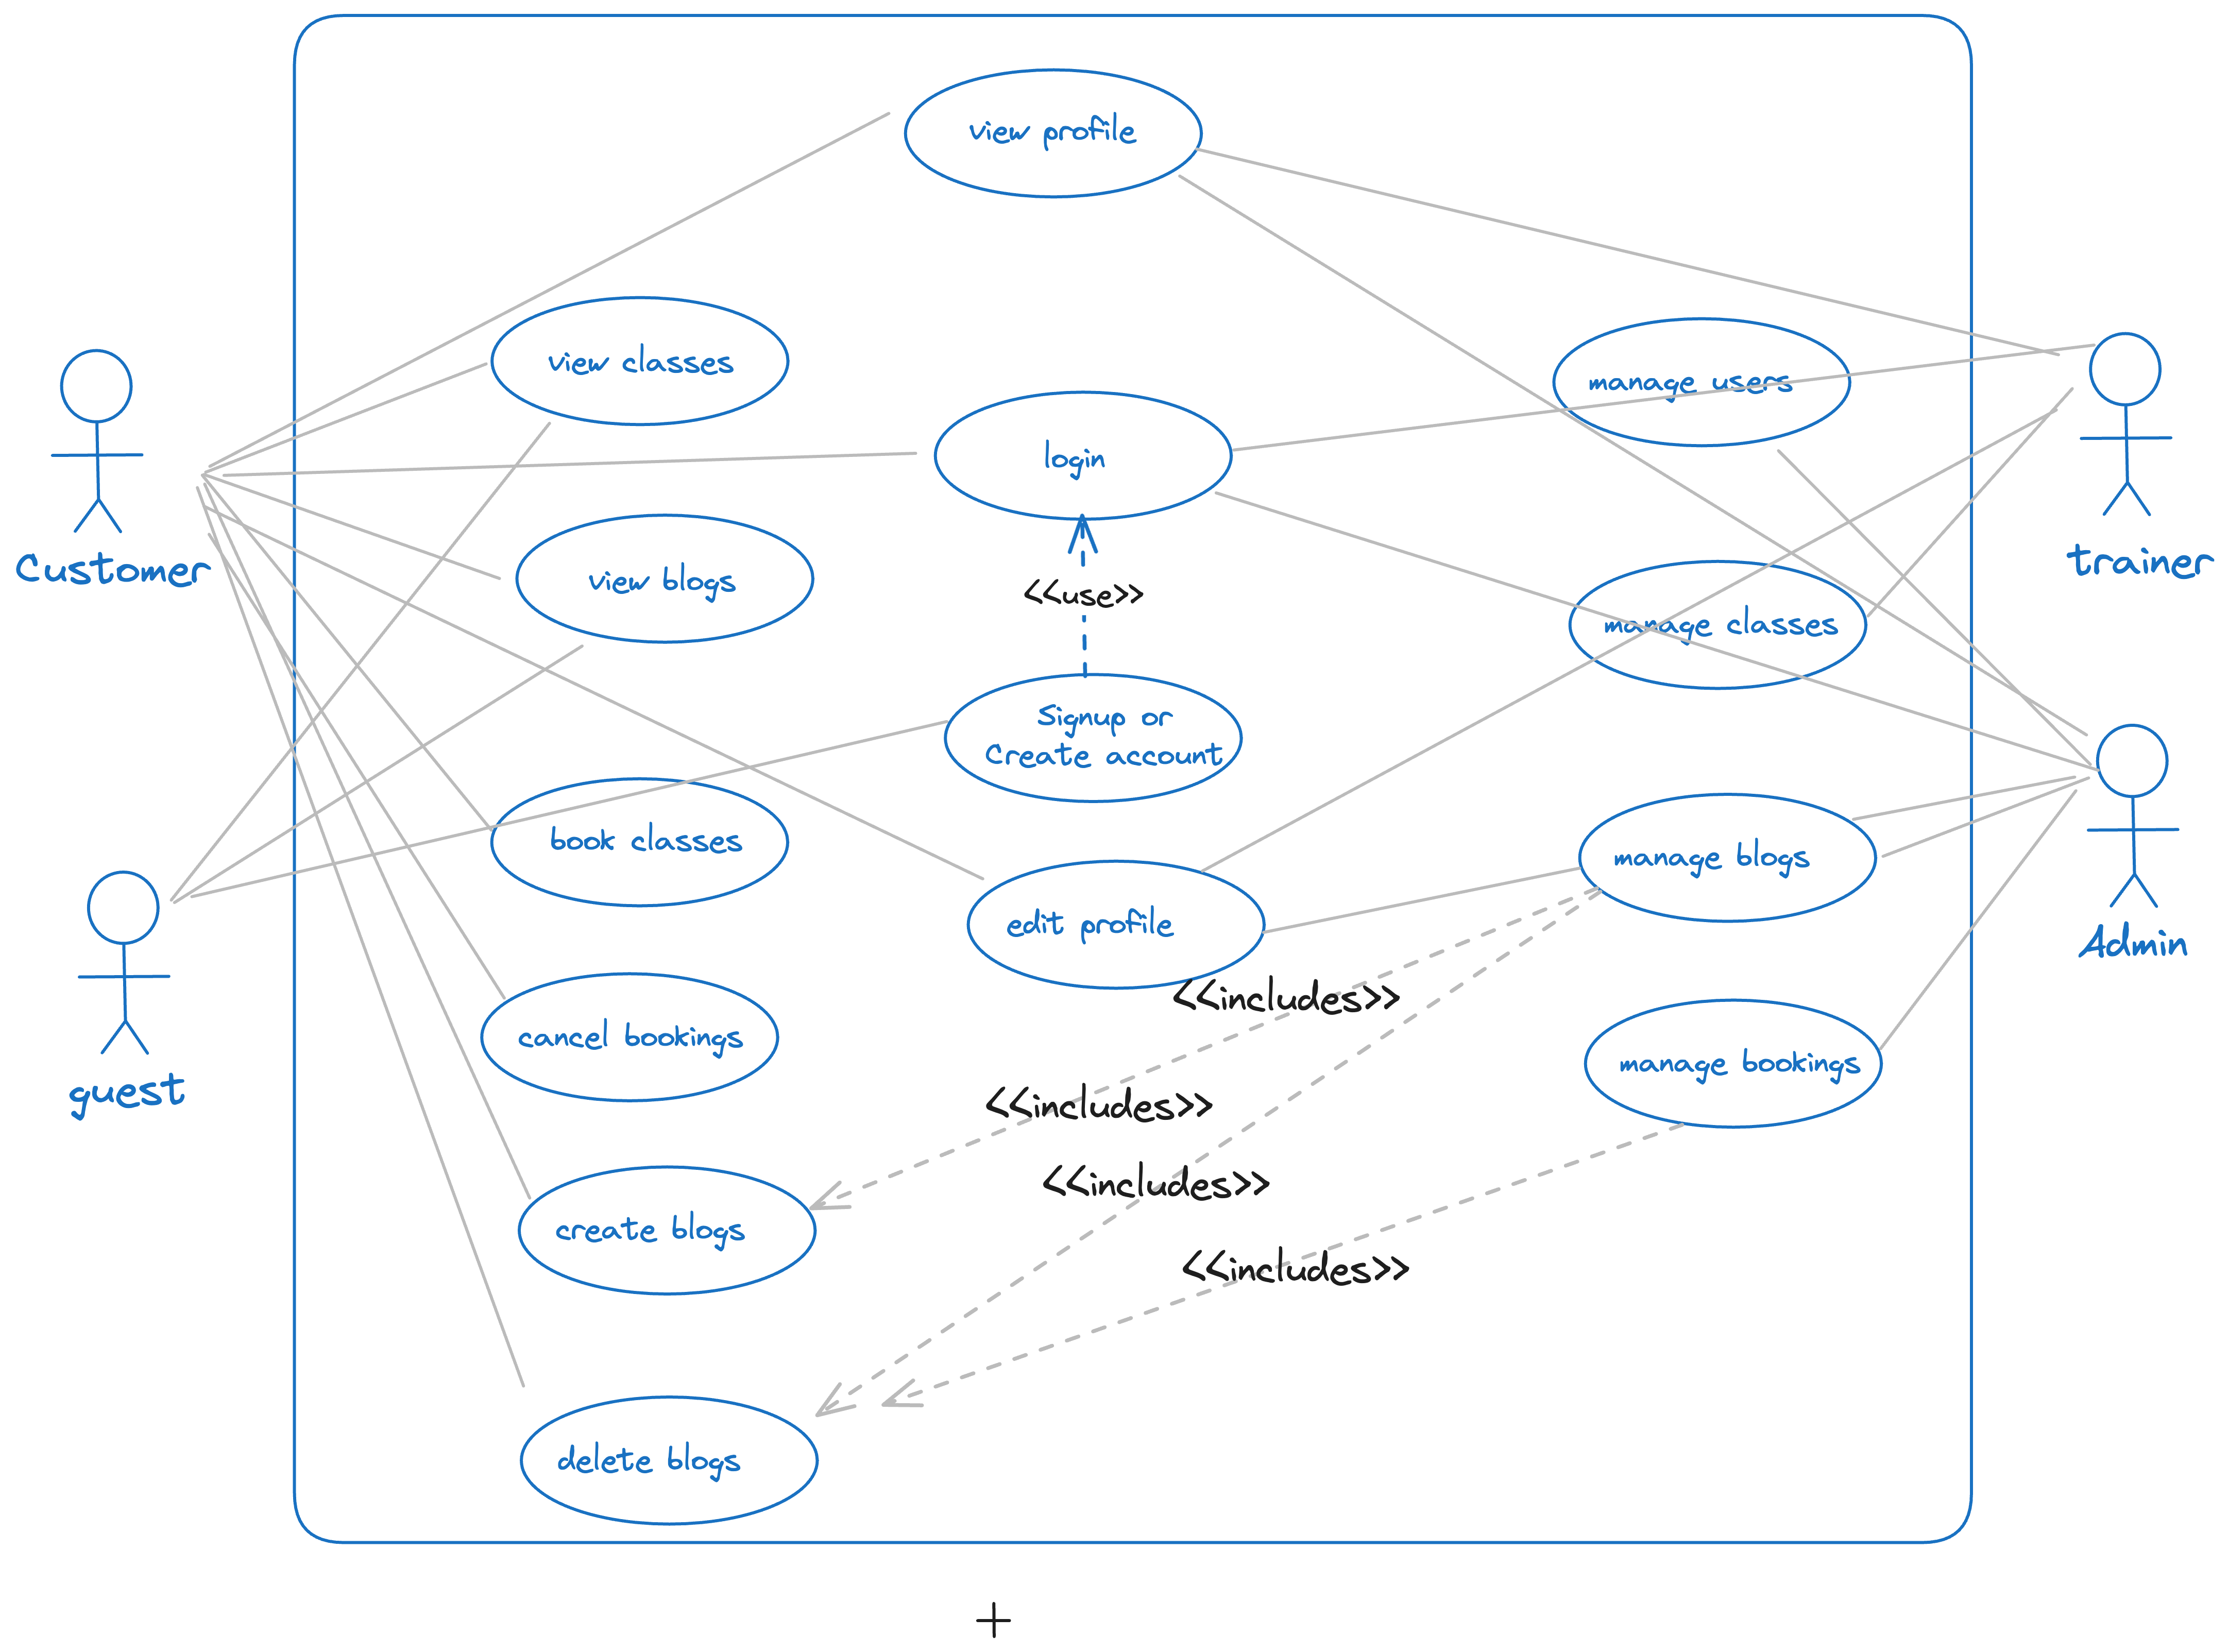 view profile
view classes
manage users
login
Customer
trainer
view blogs
<<use>>
manage classes
Signup or
Create account
book classes
manage blogs
edit profile
Admin
<<includes>>
cancel bookings
manage bookings
guest
<<includes>>
<<includes>>
create blogs
<<includes>>
delete blogs
+